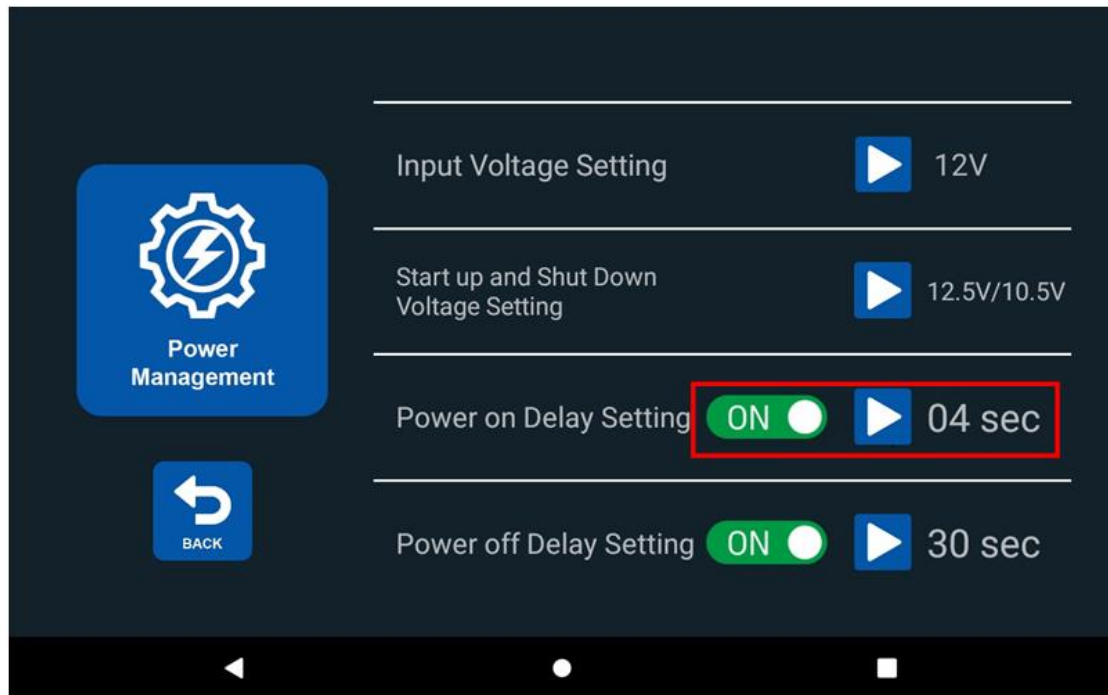 Power
Management
BACK
Input Voltage Setting
12V
Start up and Shut Down
Voltage Setting
12.5V/10.5V
Power on Delay Setting
ON
04 sec
Power off Delay Setting
ON
30 sec